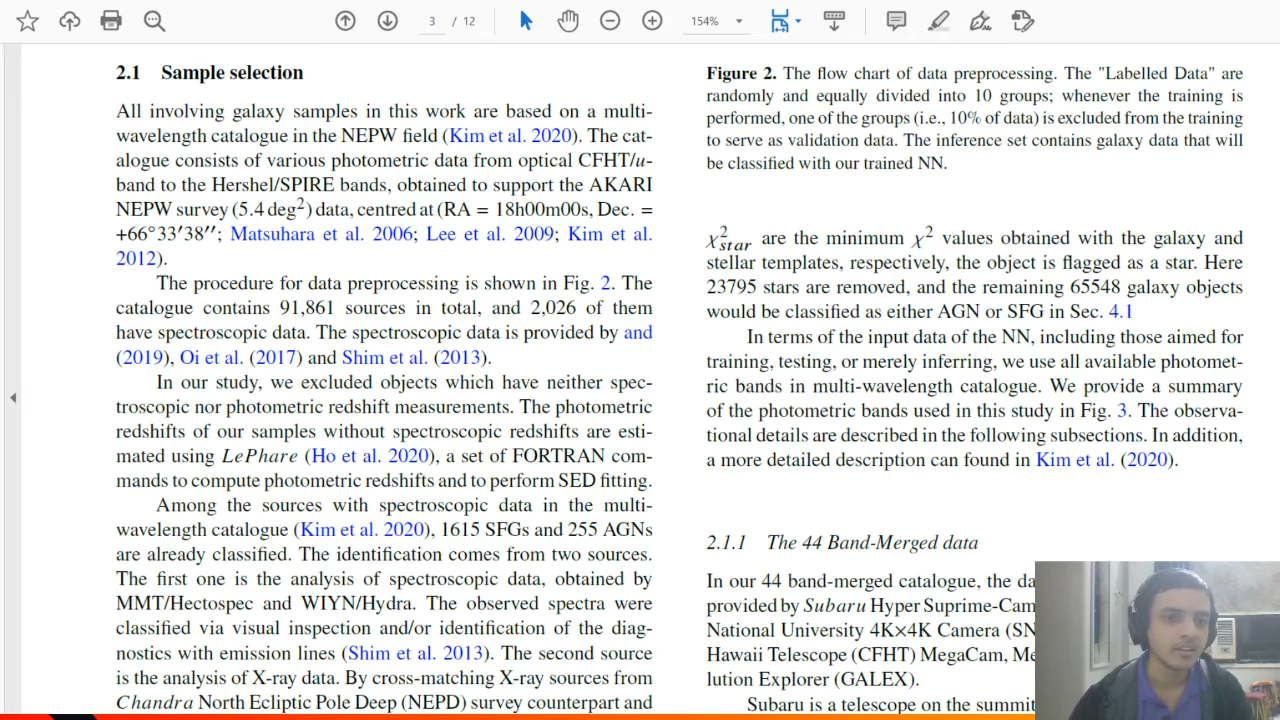 3 / 12
154%
2.1 Sample selection
All involving galaxy samples in this work are based on a multi-
wavelength catalogue in the NEPW field (Kim et al. 2020). The cat-
alogue consists of various photometric data from optical CFHT/u-
band to the Hershel/SPIRE bands, obtained to support the AKARI
NEPW survey (5.4 deg²) data, centred at (RA = 18h00m00s, Dec. =
+66°33′38′′; Matsuhara et al. 2006; Lee et al. 2009; Kim et al.
2012).
The procedure for data preprocessing is shown in Fig. 2. The
catalogue contains 91,861 sources in total, and 2,026 of them
have spectroscopic data. The spectroscopic data is provided by and
(2019), Oi et al. (2017) and Shim et al. (2013).
In our study, we excluded objects which have neither spec-
troscopic nor photometric redshift measurements. The photometric
redshifts of our samples without spectroscopic redshifts are esti-
mated using LePhare (Ho et al. 2020), a set of FORTRAN com-
mands to compute photometric redshifts and to perform SED fitting.
Among the sources with spectroscopic data in the multi-
wavelength catalogue (Kim et al. 2020), 1615 SFGs and 255 AGNs
are already classified. The identification comes from two sources.
The first one is the analysis of spectroscopic data, obtained by
MMT/Hectospec and WIYN/Hydra. The observed spectra were
classified via visual inspection and/or identification of the diag-
nostics with emission lines (Shim et al. 2013). The second source
is the analysis of X-ray data. By cross-matching X-ray sources from
Chandra North Ecliptic Pole Deep (NEPD) survey counterpart and
Figure 2. The flow chart of data preprocessing. The "Labelled Data" are
randomly and equally divided into 10 groups; whenever the training is
performed, one of the groups (i.e., 10% of data) is excluded from the training
to serve as validation data. The inference set contains galaxy data that will
be classified with our trained NN.
χ²star are the minimum χ² values obtained with the galaxy and
stellar templates, respectively, the object is flagged as a star. Here
23795 stars are removed, and the remaining 65548 galaxy objects
would be classified as either AGN or SFG in Sec. 4.1
In terms of the input data of the NN, including those aimed for
training, testing, or merely inferring, we use all available photomet-
ric bands in multi-wavelength catalogue. We provide a summary
of the photometric bands used in this study in Fig. 3. The observa-
tional details are described in the following subsections. In addition,
a more detailed description can found in Kim et al. (2020).
2.1.1 The 44 Band-Merged data
In our 44 band-merged catalogue, the da
provided by Subaru Hyper Suprime-Cam
National University 4K×4K Camera (SN
Hawaii Telescope (CFHT) MegaCam, Me
lution Explorer (GALEX).
Subaru is a telescope on the summit